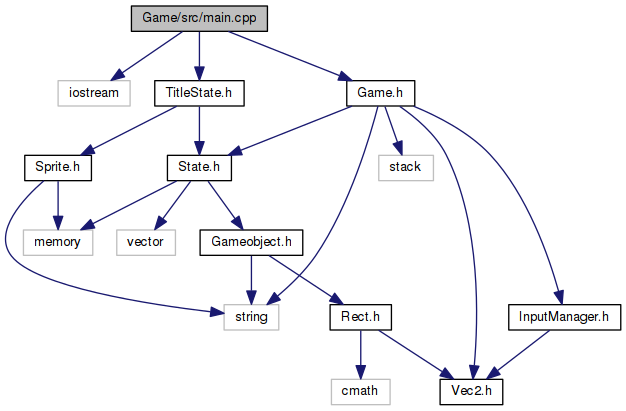 Game/src/main.cpp
iostream
TitleState.h
Game.h
Sprite.h
State.h
stack
memory
vector
Gameobject.h
string
Rect.h
InputManager.h
cmath
Vec2.h